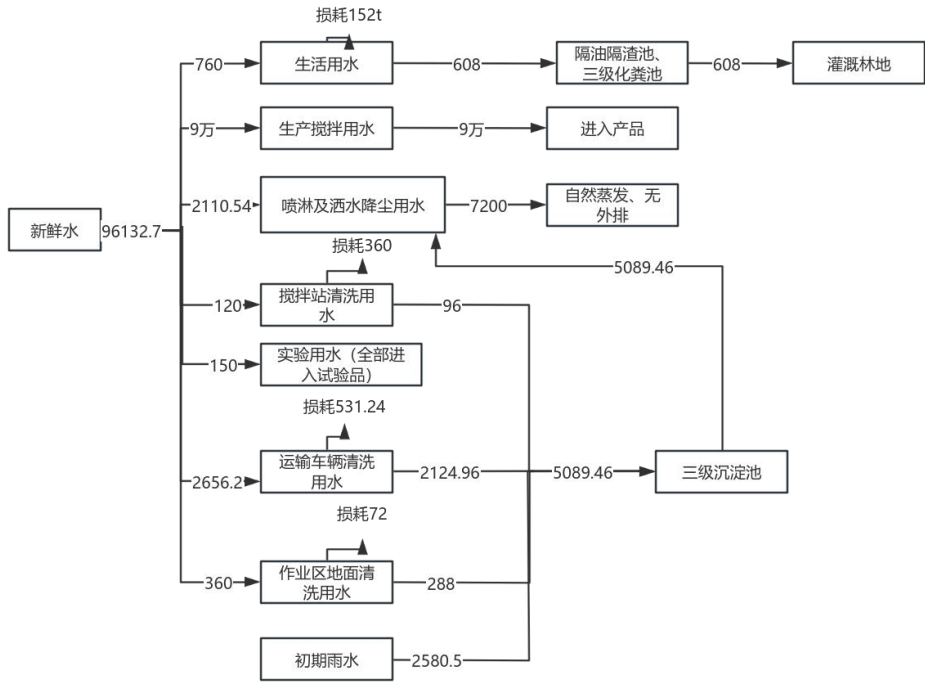 损耗152t
760
生活用水
608
隔油隔渣池、
三级化粪池
608
灌溉林地
9万
生产搅拌用水
9万
进入产品
2110.54
喷淋及洒水降尘用水
7200
自然蒸发、无
外排
新鲜水
96132.7
损耗360
5089.46
120
搅拌站清洗用
水
96
150
实验用水（全部进
入试验品）
损耗531.24
2656.2
运输车辆清洗
用水
2124.96
5089.46
三级沉淀池
损耗72
360
作业区地面清
洗用水
288
初期雨水
2580.5